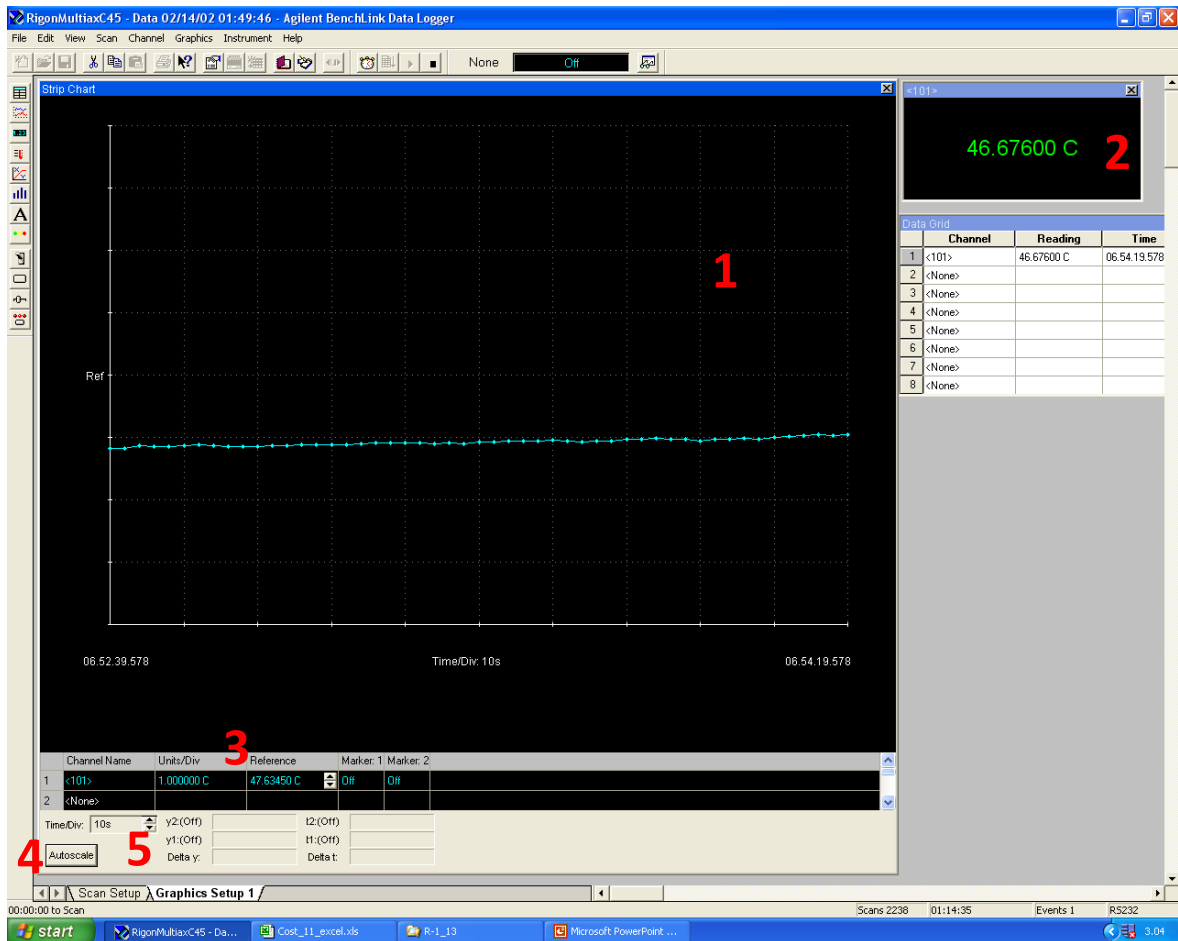 RigonMultiaxC45 - Data 02/14/02 01:49:46 - Agilent BenchLink Data Logger
File Edit View Scan Channel Graphics Instrument Help
None Off
Strip Chart
<101>
46.67600 C
2
Data Grid
Channel Reading Time
1 <101> 46.67600 C 06.54.19.578
2 <None>
3 <None>
4 <None>
5 <None>
6 <None>
7 <None>
8 <None>
1
Ref
06.52.39.578 Time/Div: 10s 06.54.19.578
3
Channel Name Units/Div Reference Marker: 1 Marker: 2
1 <101> 1.000000 C 47.63450 C Off Off
2 <None>
Time/Div: 10s y2:(Off) t2:(Off)
y1:(Off) t1:(Off)
4 Autoscale 5 Delta y: Delta t:
Scan Setup Graphics Setup 1
00:00:00 to Scan Scans 2238 01:14:35 Events 1 RS232
start RigonMultiaxC45 - Da... Cost_11_excel.xls R-1_13 Microsoft PowerPoint ... 3.04